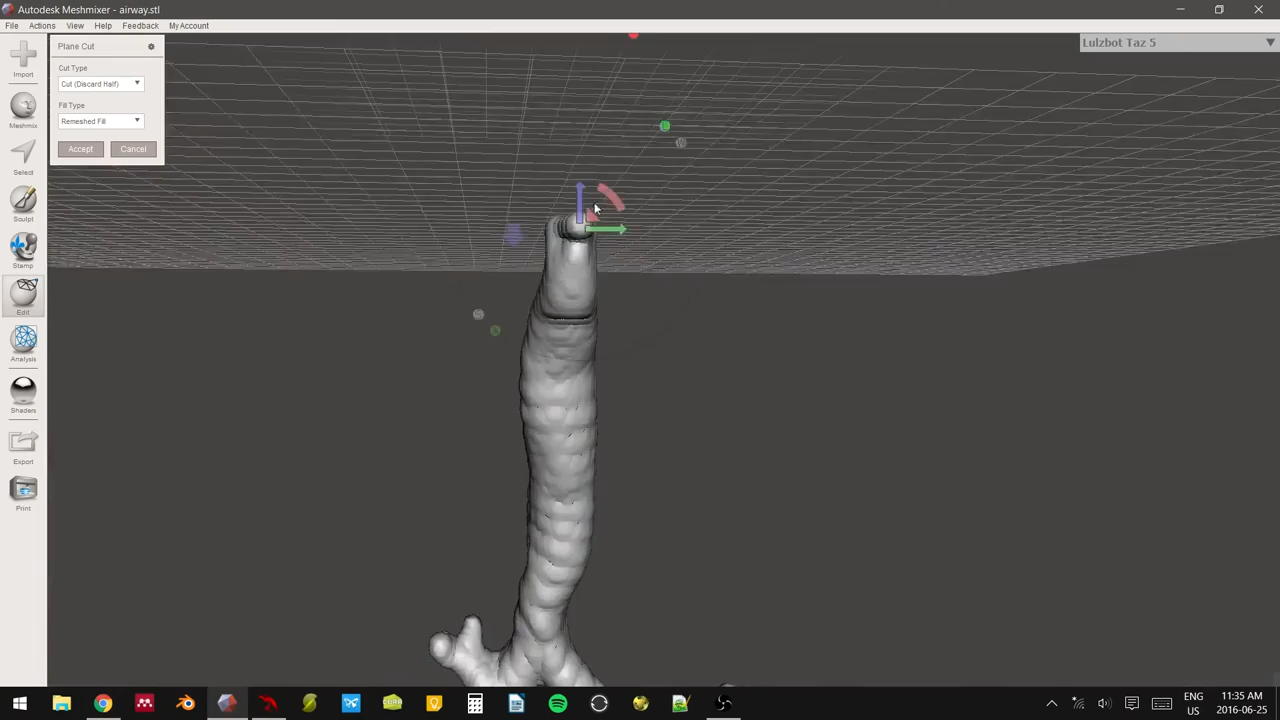 Autodesk Meshmixer - airway.stl
File Actions View Help Feedback My Account
Plane Cut
Cut Type
Cut (Discard Half)
Fill Type
Remeshed Fill
Accept Cancel
Lulzbot Taz 5
Import
Meshmix
Select
Sculpt
Stamp
Edit
Analysis
Shaders
Export
Print
ENG
US
11:35 AM
2016-06-25